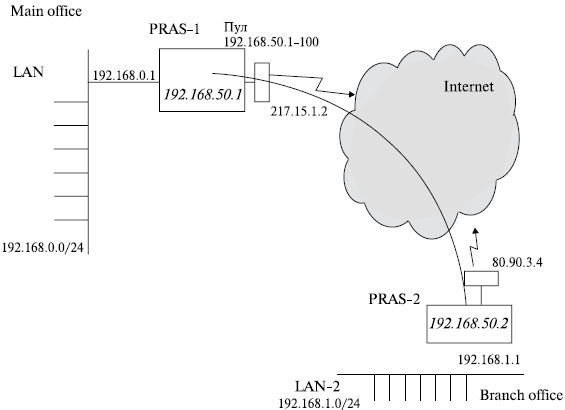 Main office
PRAS-1
Пул
192.168.50.1-100
LAN
192.168.0.1
192.168.50.1
Internet
217.15.1.2
192.168.0.0/24
80.90.3.4
PRAS-2
192.168.50.2
192.168.1.1
LAN-2
192.168.1.0/24
Branch office